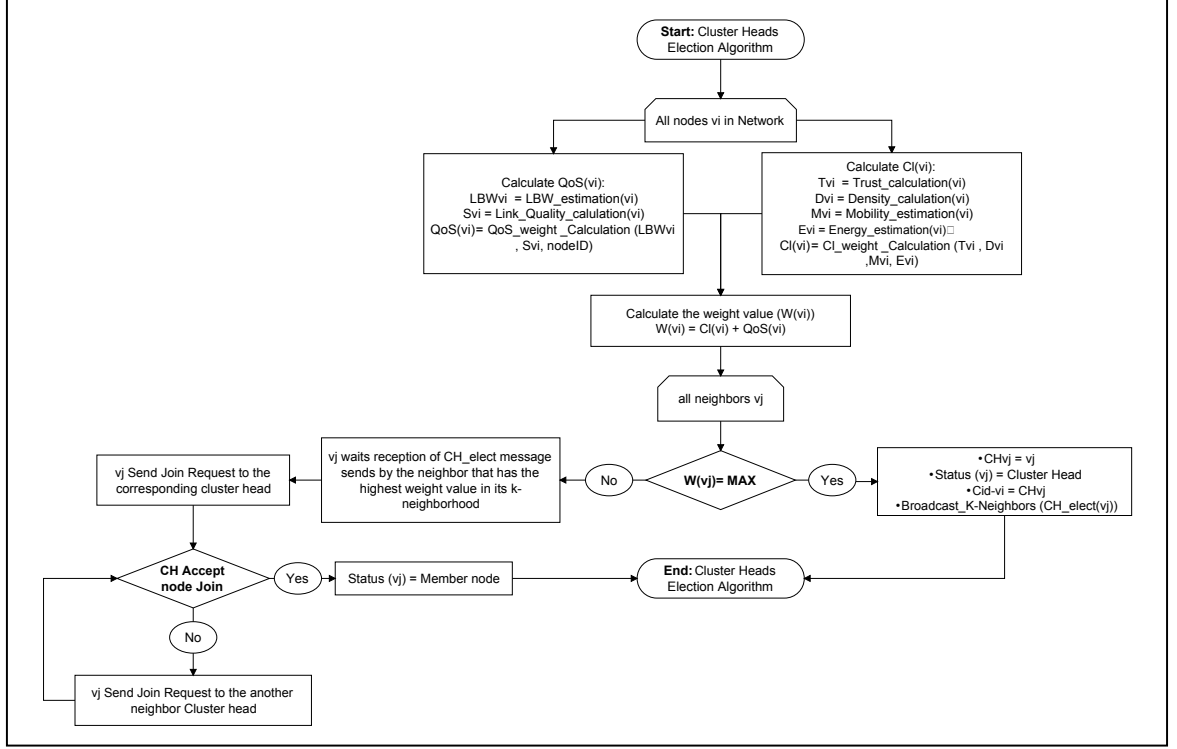 Start: Cluster Heads
Election Algorithm
All nodes vi in Network
Calculate QoS(vi):
LBWvi  = LBW_estimation(vi)
Svi = Link_Quality_calulation(vi)
QoS(vi)= QoS_weight _Calculation (LBWvi
, Svi, nodeID)
Calculate Cl(vi):
Tvi  = Trust_calculation(vi)
Dvi = Density_calulation(vi)
Mvi = Mobility_estimation(vi)
Evi = Energy_estimation(vi)□
Cl(vi)= Cl_weight _Calculation (Tvi , Dvi
,Mvi, Evi)
Calculate the weight value (W(vi))
W(vi) = Cl(vi) + QoS(vi)
all neighbors vj
W(vj)= MAX
No
Yes
vj waits reception of CH_elect message
sends by the neighbor that has the
highest weight value in its k-
neighborhood
•CHvj = vj
•Status (vj) = Cluster Head
•Cid-vi = CHvj
•Broadcast_K-Neighbors (CH_elect(vj))
vj Send Join Request to the
corresponding cluster head
CH Accept
node Join
Yes
Status (vj) = Member node
End: Cluster Heads
Election Algorithm
No
vj Send Join Request to the another
neighbor Cluster head